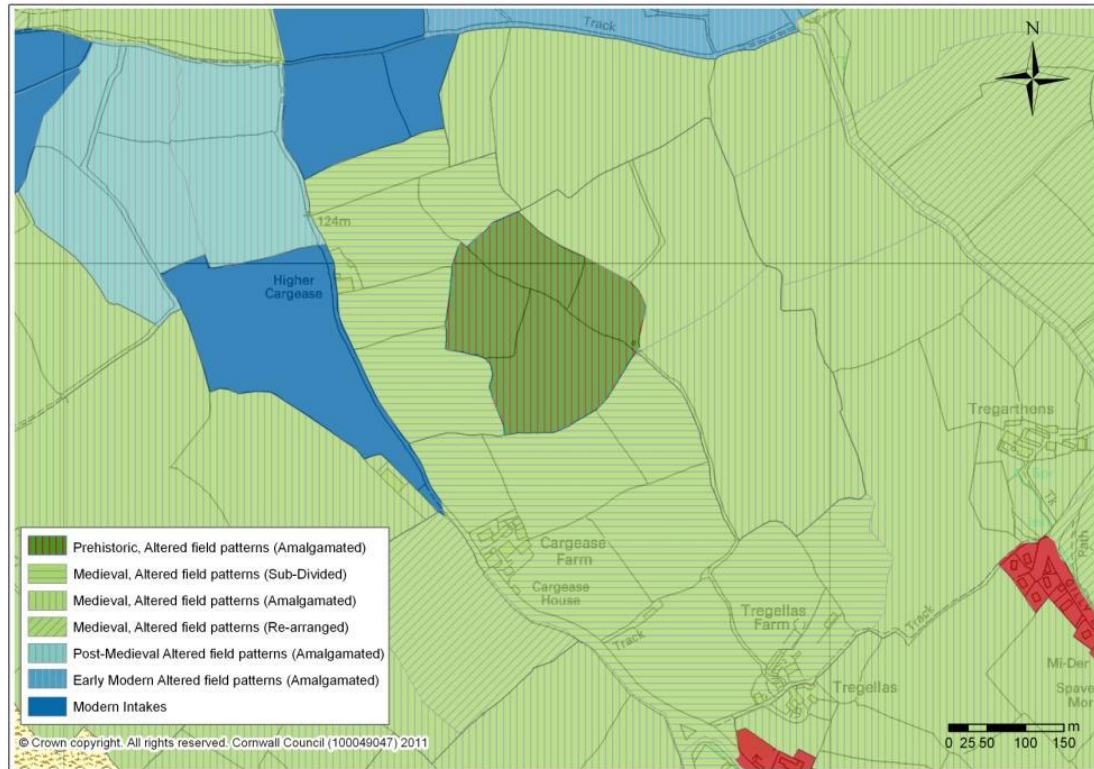 Track
N
124m
Higher
Cargease
Tregarthens
Tk
Path
Cargease
Farm
Cargease
House
Tregellas
Farm
Track
Track
Tregellas
Mi-Der
Spave
Mor
Prehistoric, Altered field patterns (Amalgamated)
Medieval, Altered field patterns (Sub-Divided)
Medieval, Altered field patterns (Amalgamated)
Medieval, Altered field patterns (Re-arranged)
Post-Medieval Altered field patterns (Amalgamated)
Early Modern Altered field patterns (Amalgamated)
Modern Intakes
m
0 25 50 100 150
© Crown copyright. All rights reserved. Cornwall Council (100049047) 2011